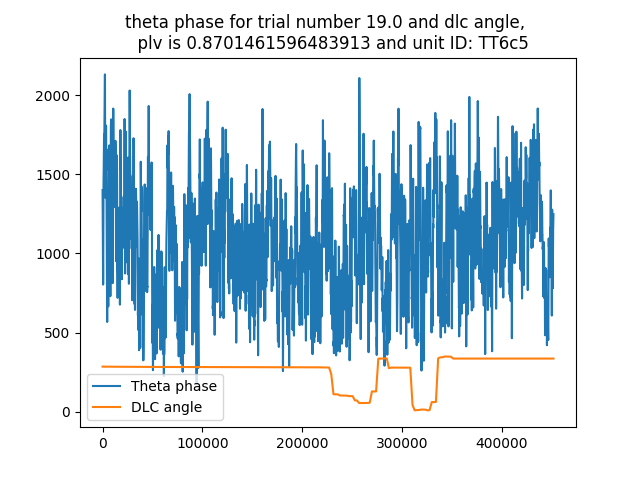 theta phase for trial number 19.0 and dlc angle,
plv is 0.8701461596483913 and unit ID: TT6c5
2000
1500
1000
500
0
Theta phase
DLC angle
0
100000
200000
300000
400000